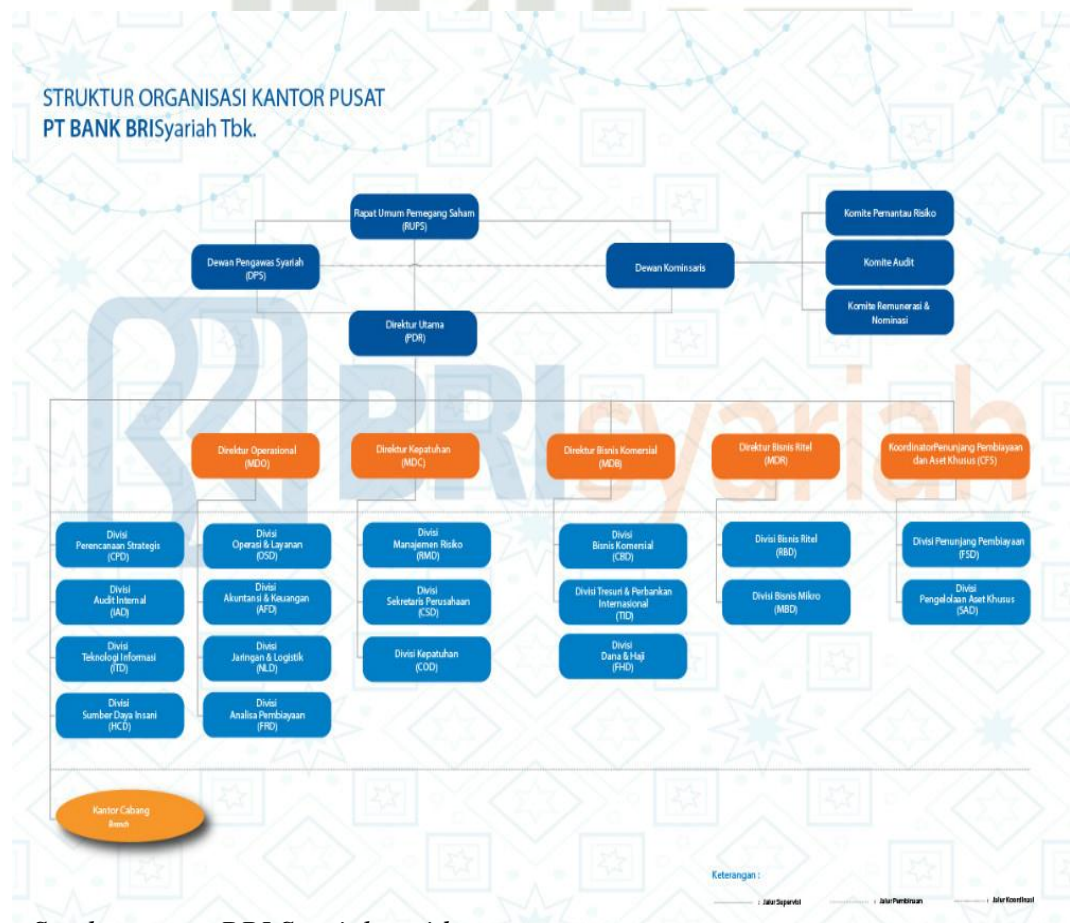 STRUKTUR ORGANISASI KANTOR PUSAT
PT BANK BRISyariah Tbk.
Rapat Umum Pemegang Saham
(RUPS)
Dewan Pengawas Syariah
(DPS)
Dewan Kominsaris
Komite Pemantau Risiko
Komite Audit
Komite Remunerasi &
Nominasi
Direktur Utama
(PDR)
BRIsyariah
Direktur Operasional
(MDO)
Direktur Kepatuhan
(MDC)
Direktur Bisnis Komersial
(MDB)
Direktur Bisnis Ritel
(MDR)
KoordinatorPenunjang Pembiayaan
dan Aset Khusus (CFS)
Divisi
Perencanaan Strategis
(CPD)
Divisi
Audit Internal
(IAD)
Divisi
Teknologi Informasi
(ITD)
Divisi
Sumber Daya Insani
(HCD)
Divisi
Operasi & Layanan
(OSD)
Divisi
Akuntansi & Keuangan
(AFD)
Divisi
Jaringan & Logistik
(NLD)
Divisi
Analisa Pembiayaan
(FRD)
Divisi
Manajemen Risiko
(RMD)
Divisi
Sekretaris Perusahaan
(CSD)
Divisi Kepatuhan
(COD)
Divisi
Bisnis Komersial
(CBD)
Divisi Tresuri & Perbankan
Internasional
(TID)
Divisi
Dana & Haji
(FHD)
Divisi Bisnis Ritel
(RBD)
Divisi Bisnis Mikro
(MBD)
Divisi Penunjang Pembiayaan
(FSD)
Divisi
Pengelolaan Aset Khusus
(SAD)
Kantor Cabang
Branch
Keterangan :
: Jalur Supervisi
: Jalur Pembinaan
: Jalur Koordinasi